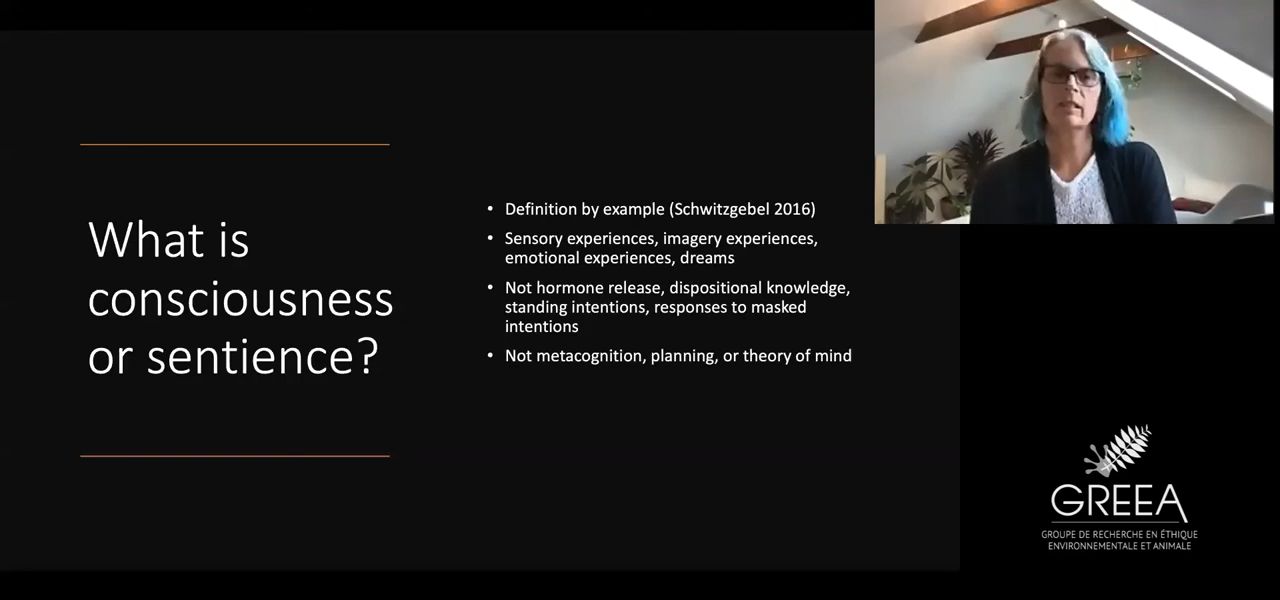 What is
consciousness
or sentience?
• Definition by example (Schwitzgebel 2016)
• Sensory experiences, imagery experiences,
emotional experiences, dreams
• Not hormone release, dispositional knowledge,
standing intentions, responses to masked
intentions
• Not metacognition, planning, or theory of mind
GREEA
GROUPE DE RECHERCHE EN ÉTHIQUE
ENVIRONNEMENTALE ET ANIMALE